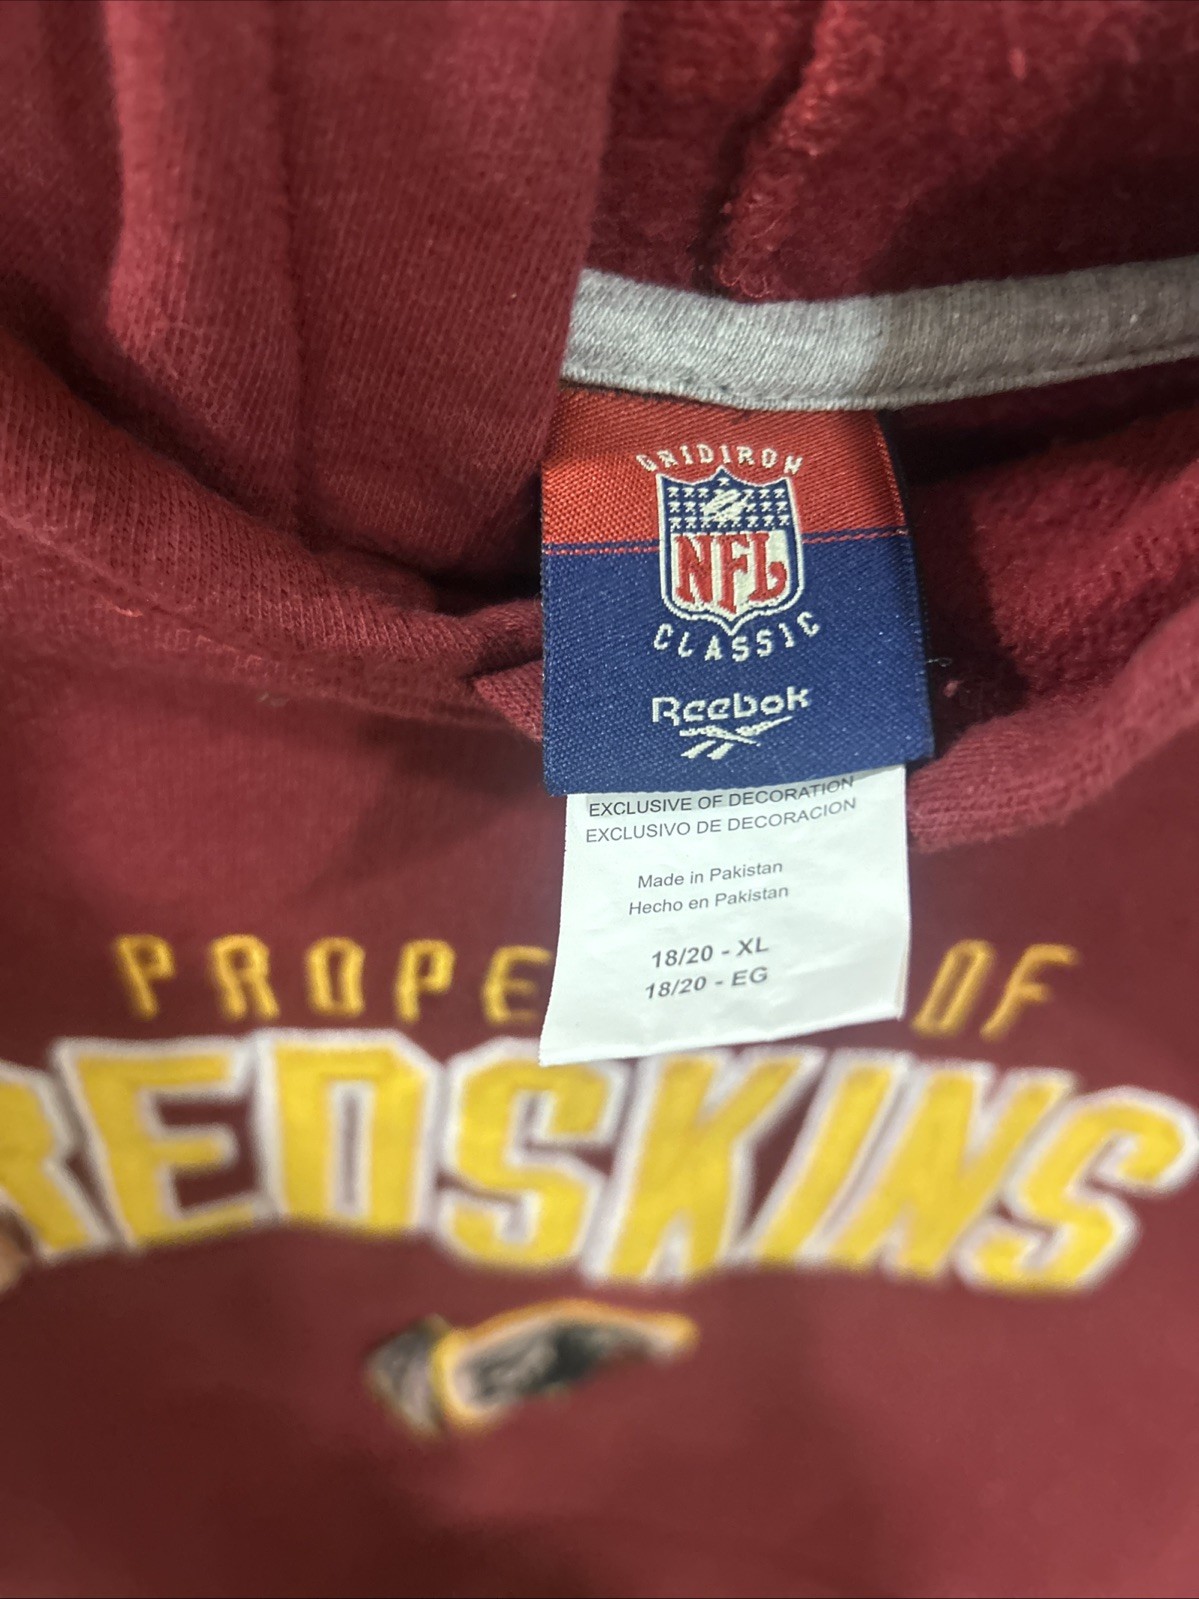 GRIDIRON
NFL
CLASSIC
Reebok
EXCLUSIVE OF DECORATION
EXCLUSIVO DE DECORACION
Made in Pakistan
Hecho en Pakistan
18/20 - XL
18/20 - EG
PROPE OF
REDSKINS